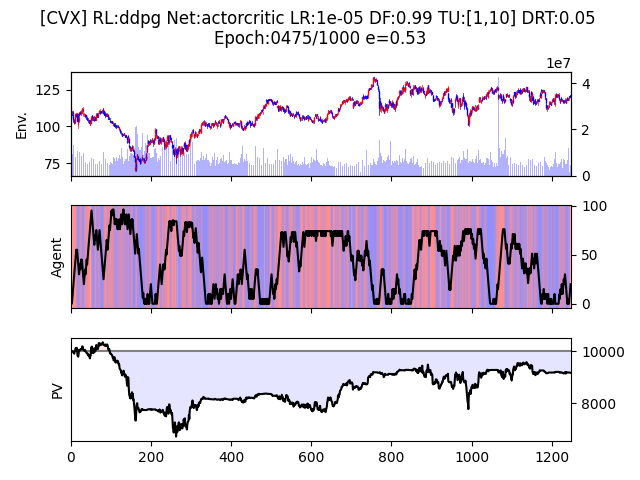 [CVX] RL:ddpg Net:actorcritic LR:1e-05 DF:0.99 TU:[1,10] DRT:0.05
Epoch:0475/1000 e=0.53
1e7
Env.
125
100
75
4
2
0
Agent
100
50
0
PV
10000
8000
0 200 400 600 800 1000 1200